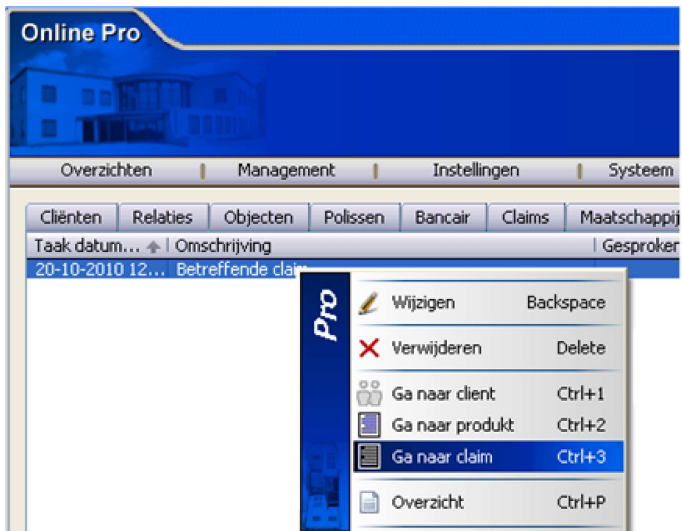 Online Pro
Overzichten Management Instellingen Systeem
Cliënten Relaties Objecten Polissen Bancair Claims Maatschappij
Taak datum... Omschrijving Gesproken
20-10-2010 12... Betreffende claim
Pro
Wijzigen Backspace
Verwijderen Delete
Ga naar client Ctrl+1
Ga naar produkt Ctrl+2
Ga naar claim Ctrl+3
Overzicht Ctrl+P